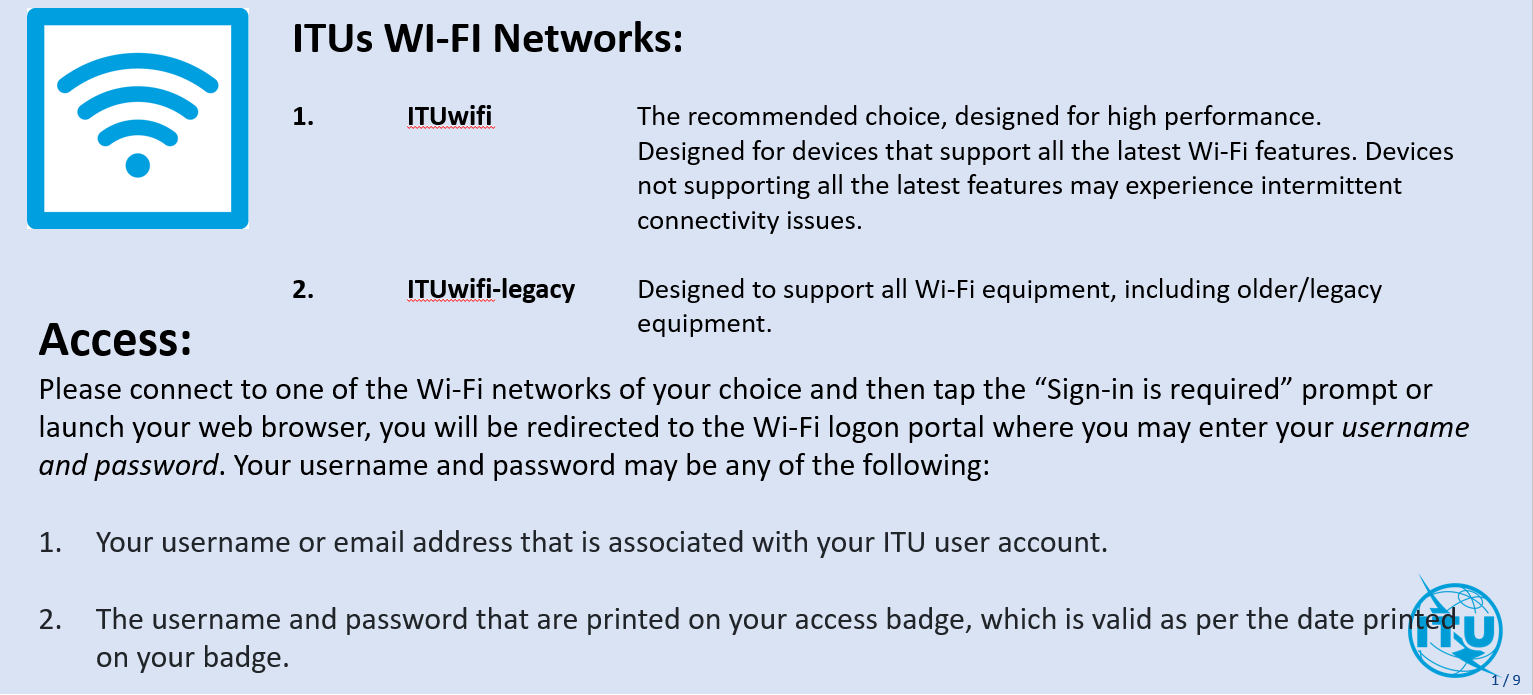 ITUs WI-FI Networks:
1. ITUwifi The recommended choice, designed for high performance.
Designed for devices that support all the latest Wi-Fi features. Devices
not supporting all the latest features may experience intermittent
connectivity issues.
2. ITUwifi-legacy Designed to support all Wi-Fi equipment, including older/legacy
equipment.
Access:
Please connect to one of the Wi-Fi networks of your choice and then tap the “Sign-in is required” prompt or
launch your web browser, you will be redirected to the Wi-Fi logon portal where you may enter your username
and password. Your username and password may be any of the following:
1. Your username or email address that is associated with your ITU user account.
2. The username and password that are printed on your access badge, which is valid as per the date printed
on your badge.
ITU
1 / 9